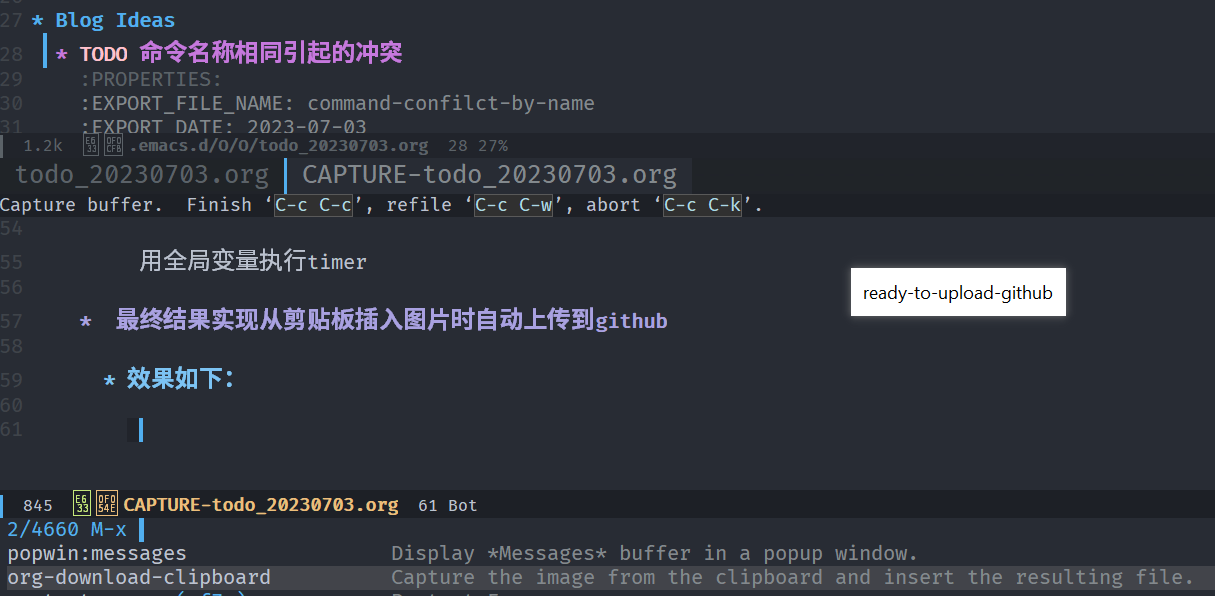 27 * Blog Ideas
28 * TODO 命令名称相同引起的冲突
29 :PROPERTIES:
30 :EXPORT_FILE_NAME: command-confilct-by-name
31 :EXPORT_DATE: 2023-07-03
1.2k .emacs.d/O/O/todo_20230703.org 28 27%
todo_20230703.org CAPTURE-todo_20230703.org
Capture buffer. Finish ‘C-c C-c’, refile ‘C-c C-w’, abort ‘C-c C-k’.
54
55 用全局变量执行timer
ready-to-upload-github
56
57 * 最终结果实现从剪贴板插入图片时自动上传到github
58
59 * 效果如下：
60
61
845 CAPTURE-todo_20230703.org 61 Bot
2/4660 M-x
popwin:messages Display *Messages* buffer in a popup window.
org-download-clipboard Capture the image from the clipboard and insert the resulting file.